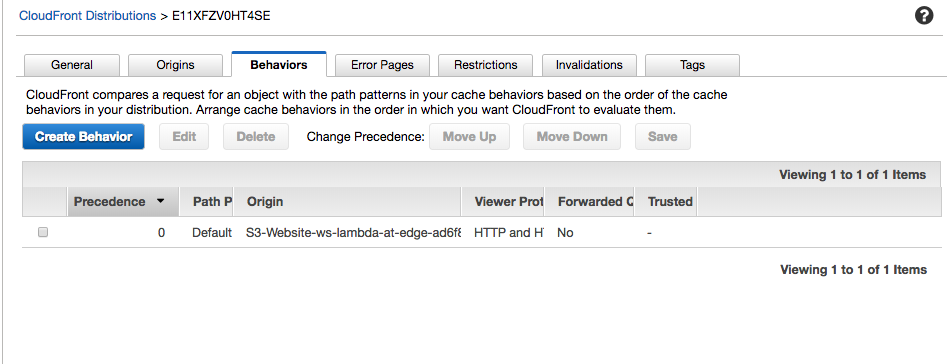 CloudFront Distributions > E11XFZV0HT4SE ?
General Origins Behaviors Error Pages Restrictions Invalidations Tags
CloudFront compares a request for an object with the path patterns in your cache behaviors based on the order of the cache
behaviors in your distribution. Arrange cache behaviors in the order in which you want CloudFront to evaluate them.
Create Behavior Edit Delete Change Precedence: Move Up Move Down Save
Viewing 1 to 1 of 1 Items
Precedence Path P Origin Viewer Prot Forwarded Q Trusted
0 Default S3-Website-ws-lambda-at-edge-ad6f8 HTTP and H No -
Viewing 1 to 1 of 1 Items